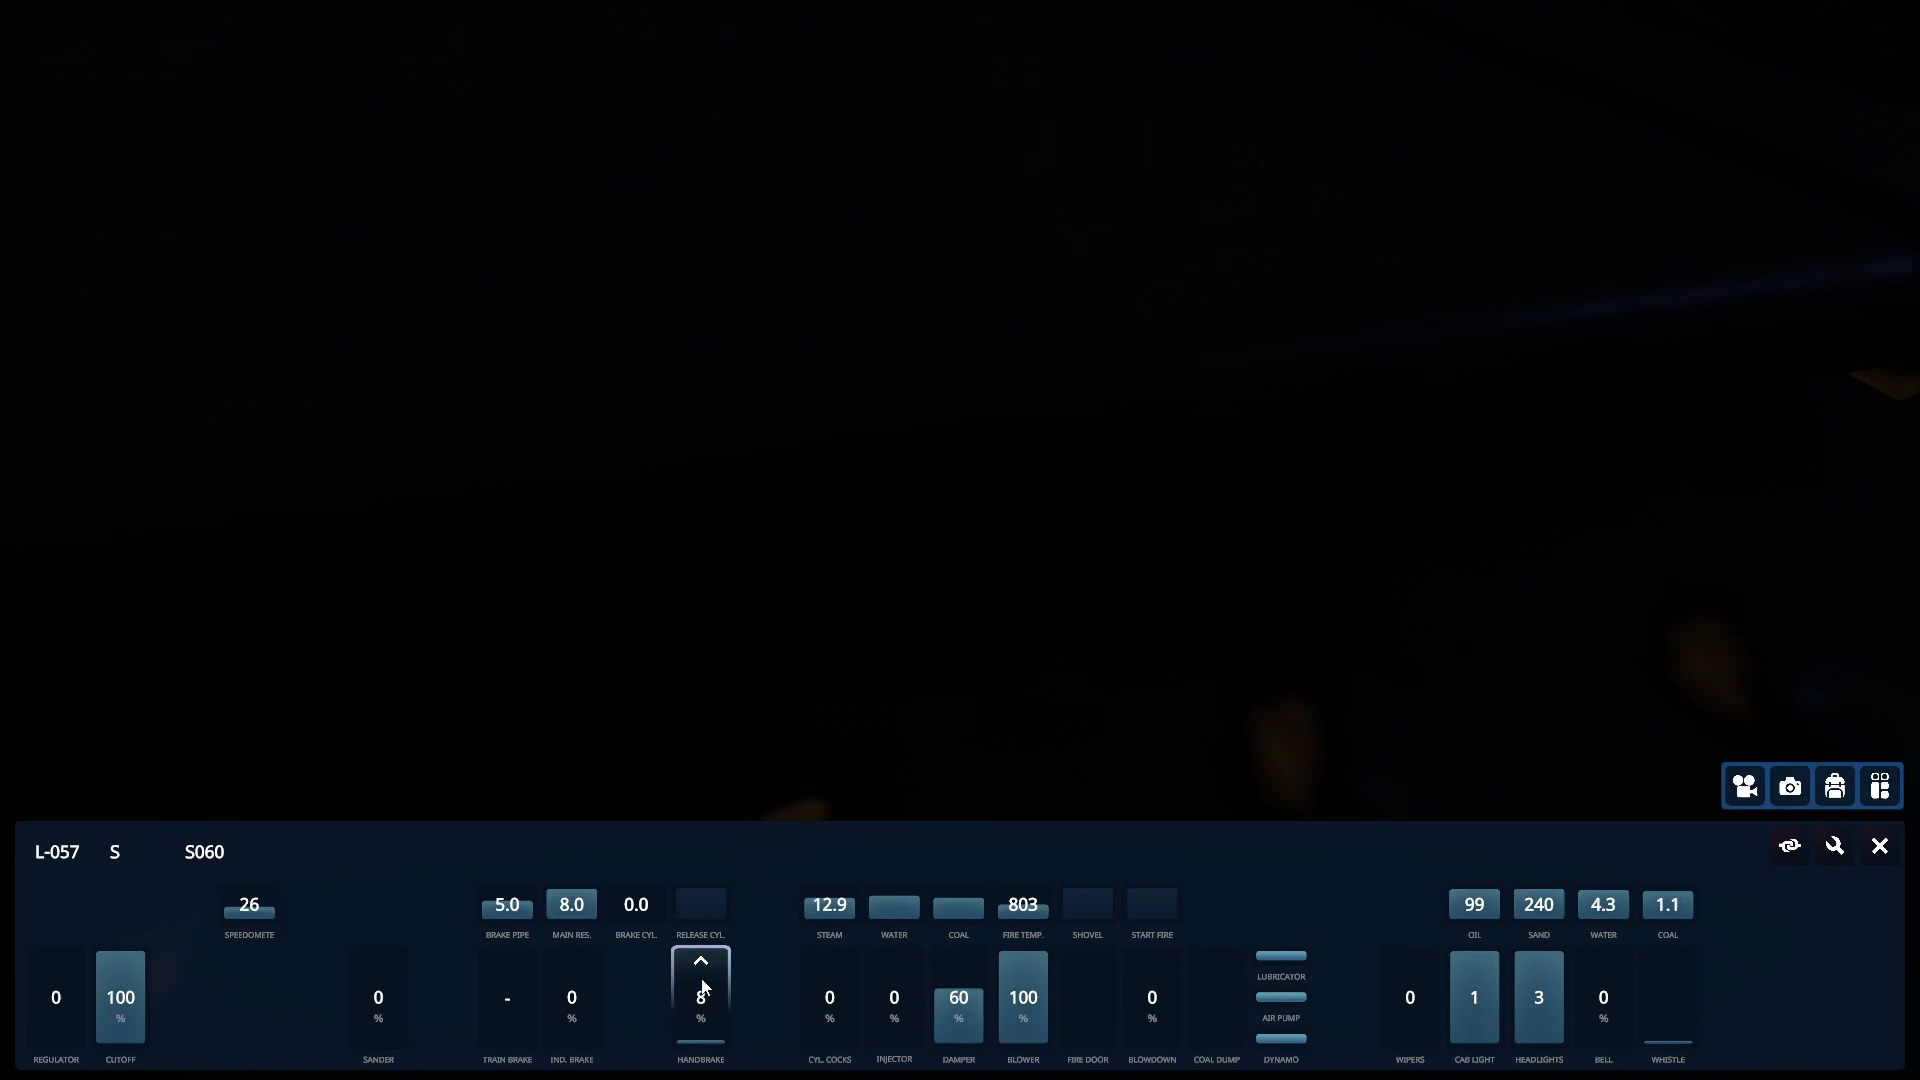 L-057 S S060
26 5.0 8.0 0.0 12.9 803 99 240 4.3 1.1
SPEEDOMETE BRAKE PIPE MAIN RES. BRAKE CYL. RELEASE CYL. STEAM WATER COAL FIRE TEMP. SHOVEL START FIRE OIL SAND WATER COAL
LUBRICATOR
0 100 0 - 0 8 0 0 60 100 0 0 1 3 0
% % % % % % % % % %
AIR PUMP
REGULATOR CUTOFF SANDER TRAIN BRAKE IND. BRAKE HANDBRAKE CYL. COCKS INJECTOR DAMPER BLOWER FIRE DOOR BLOWDOWN COAL DUMP DYNAMO WIPERS CAB LIGHT HEADLIGHTS BELL WHISTLE